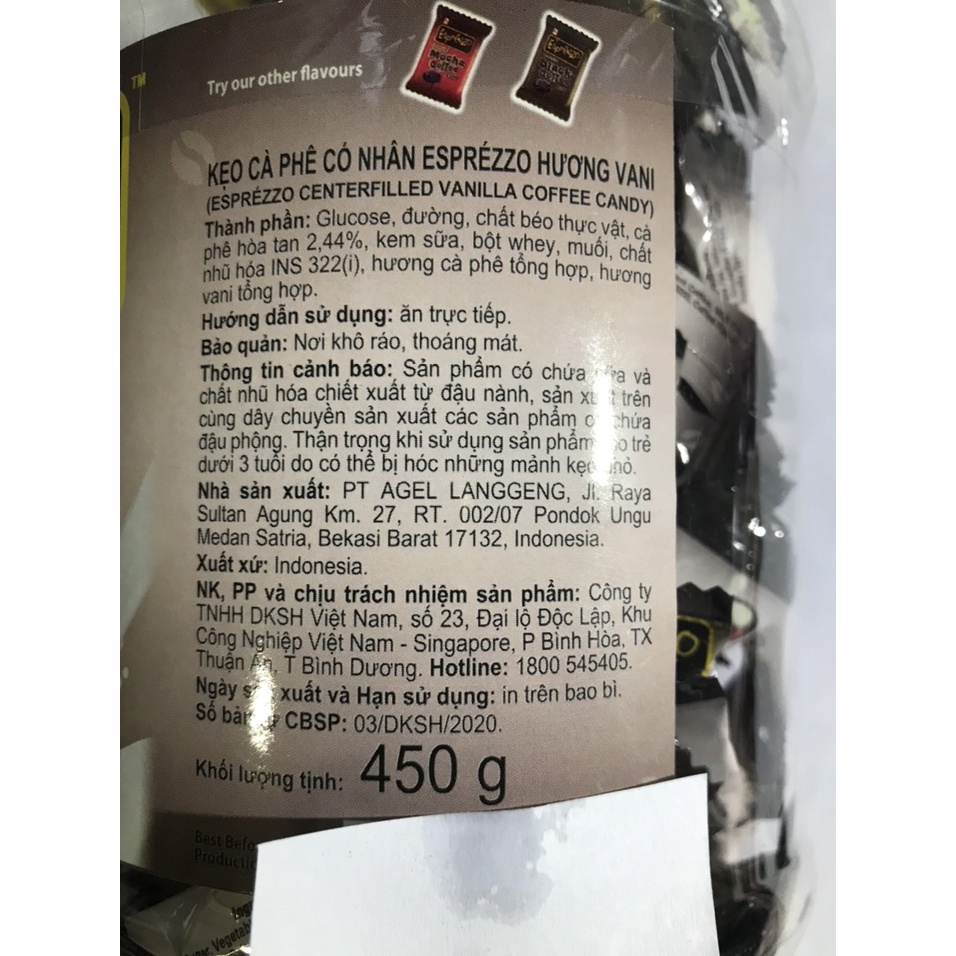 TM
Try our other flavours
Esprézzo
Mocha
Coffee
KẸO CÀ PHÊ CÓ NHÂN ESPRÉZZO HƯƠNG VANI
(ESPRÉZZO CENTERFILLED VANILLA COFFEE CANDY)
Thành phần: Glucose, đường, chất béo thực vật, cà
phê hòa tan 2,44%, kem sữa, bột whey, muối, chất
nhũ hóa INS 322(i), hương cà phê tổng hợp, hương
vani tổng hợp.
Hướng dẫn sử dụng: ăn trực tiếp.
Bảo quản: Nơi khô ráo, thoáng mát.
Thông tin cảnh báo: Sản phẩm có chứa và
chất nhũ hóa chiết xuất từ đậu nành, sản trên
cùng dây chuyền sản xuất các sản phẩm chứa
đậu phộng. Thận trọng khi sử dụng sản phẩm trẻ
dưới 3 tuổi do có thể bị hóc những mảnh kẹo
Nhà sản xuất: PT AGEL LANGGENG, Jl. Raya
Sultan Agung Km. 27, RT. 002/07 Pondok Ungu
Medan Satria, Bekasi Barat 17132, Indonesia.
Xuất xứ: Indonesia.
NK, PP và chịu trách nhiệm sản phẩm: Công ty
TNHH DKSH Việt Nam, số 23, Đại lộ Độc Lập, Khu
Công Nghiệp Việt Nam - Singapore, P Bình Hòa, TX
Thuận An, T Bình Dương. Hotline: 1800 545405.
Ngày xuất và Hạn sử dụng: in trên bao bì.
Số CBSP: 03/DKSH/2020.
Khối lượng tịnh: 450 g
Best